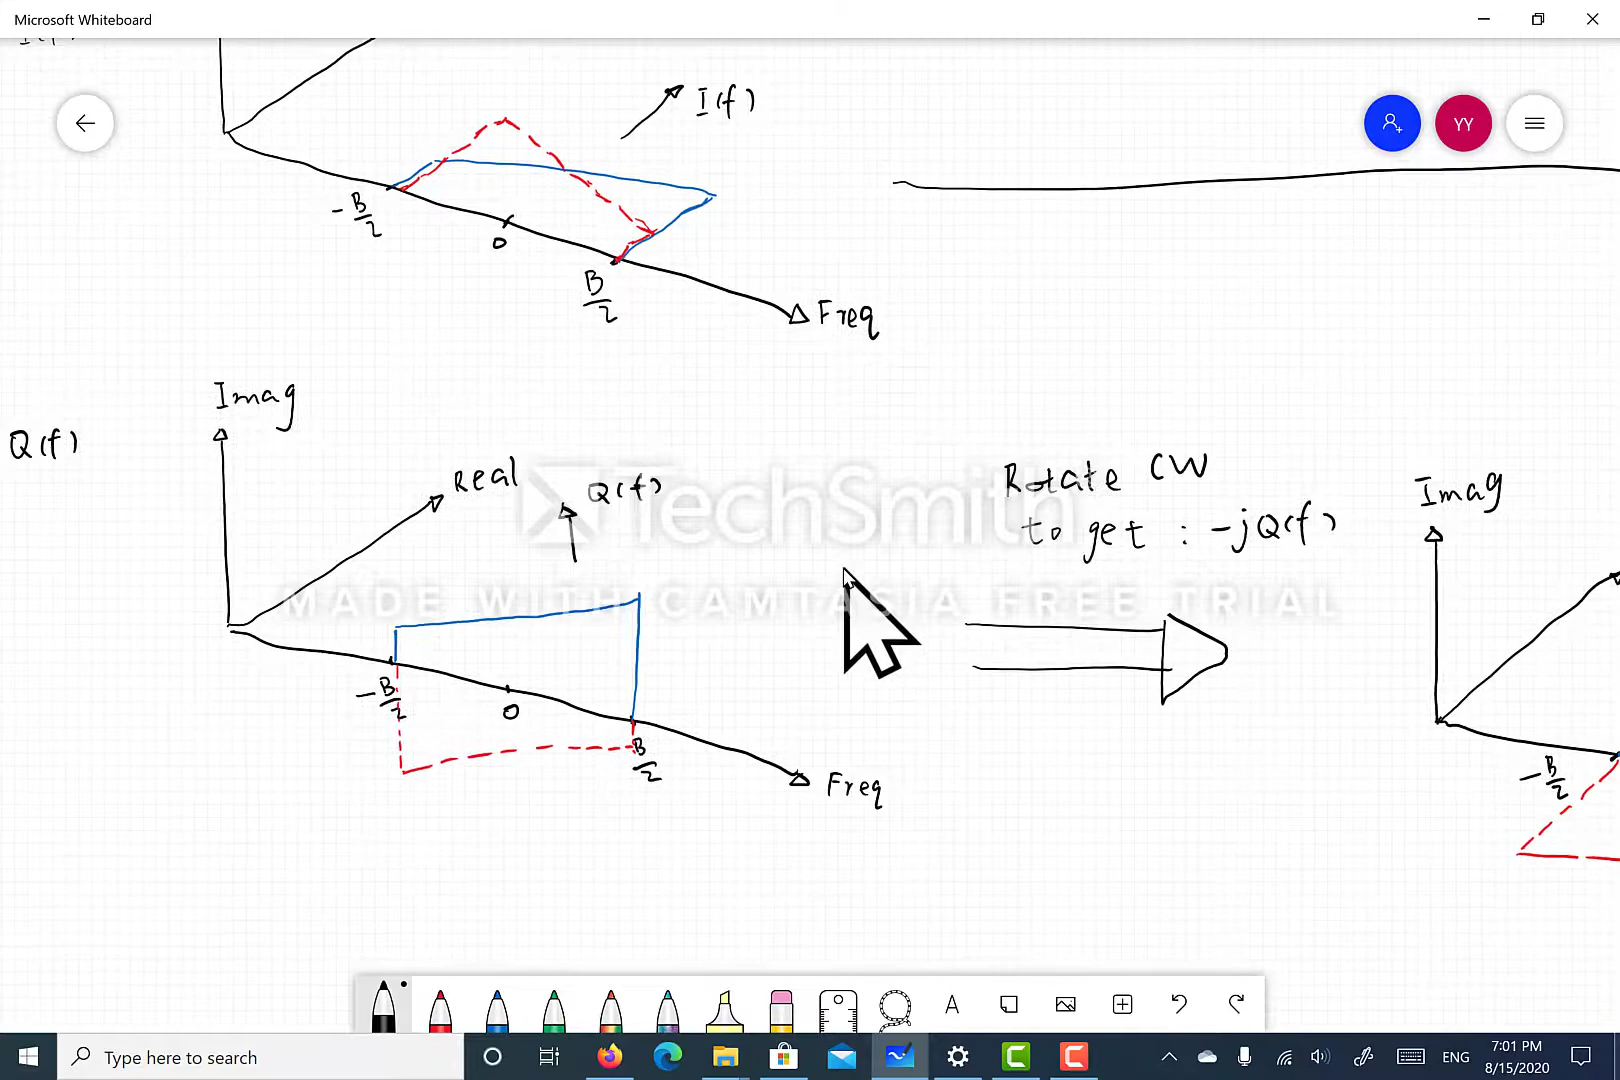 Microsoft Whiteboard
I(f)
-B/2
0
B/2
Freq
YY
Imag
Q(f)
Real
Q(f)
-B/2
0
B/2
Freq
Rotate CW
to get : -jQ(f)
Imag
-B/2
TechSmith
MADE WITH CAMTASIA FREE TRIAL
A
Type here to search
ENG
7:01 PM
8/15/2020